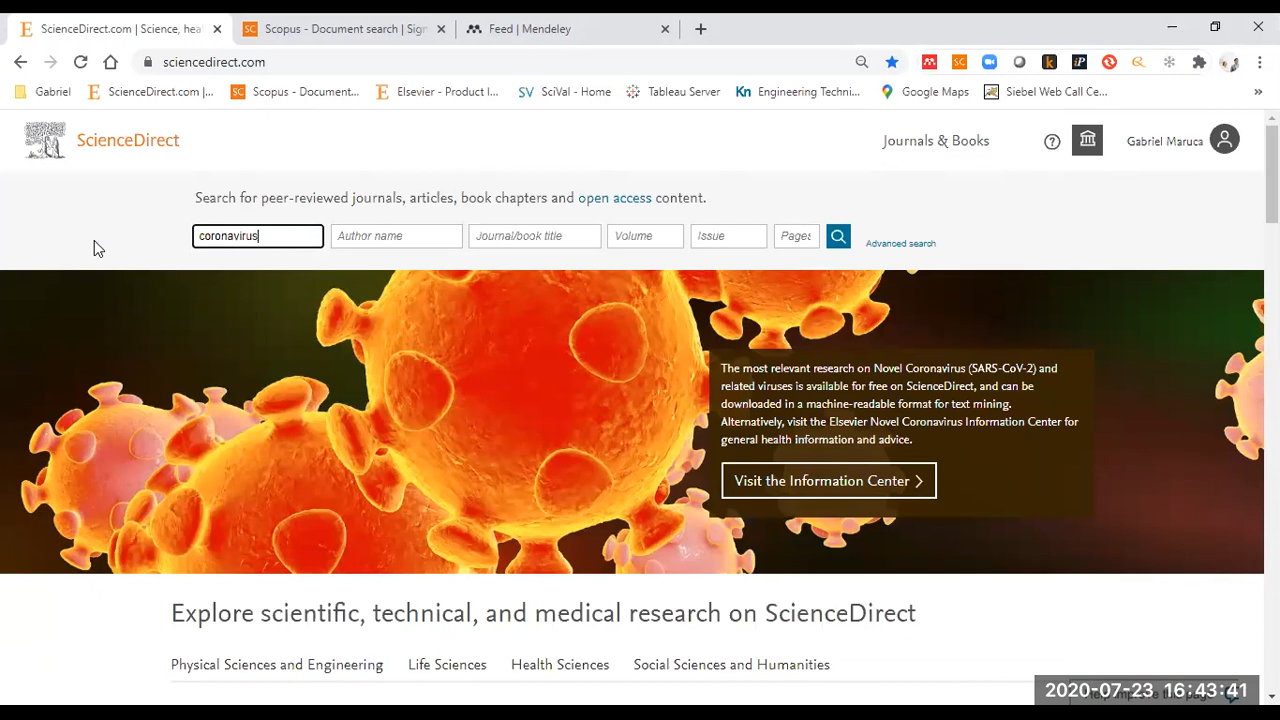 ScienceDirect.com | Science, hea
Scopus - Document search | Sign
Feed | Mendeley
sciencedirect.com
Gabriel
ScienceDirect.com |...
Scopus - Document...
Elsevier - Product I...
SciVal - Home
Tableau Server
Engineering Techni...
Google Maps
Siebel Web Call Ce...
ScienceDirect
Journals & Books
Gabriel Maruca
Search for peer-reviewed journals, articles, book chapters and open access content.
coronavirus
Author name
Journal/book title
Volume
Issue
Pages
Advanced search
The most relevant research on Novel Coronavirus (SARS-CoV-2) and
related viruses is available for free on ScienceDirect, and can be
downloaded in a machine-readable format for text mining.
Alternatively, visit the Elsevier Novel Coronavirus Information Center for
general health information and advice.
Visit the Information Center
Explore scientific, technical, and medical research on ScienceDirect
Physical Sciences and Engineering
Life Sciences
Health Sciences
Social Sciences and Humanities
2020-07-23 16:43:41